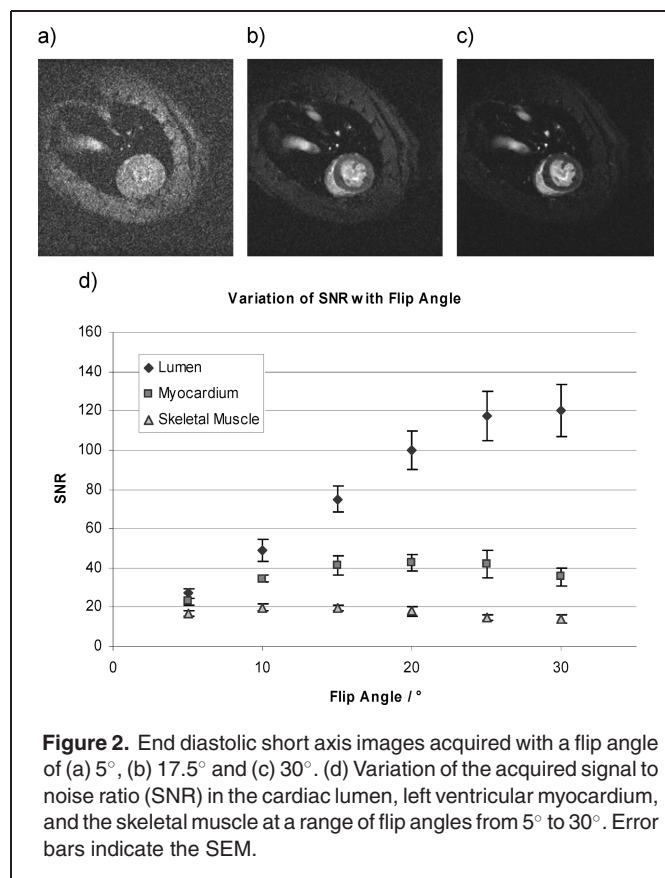 a)
b)
c)
d)
Variation of SNR with Flip Angle
160
140
120
100
80
60
40
20
0
SNR
Lumen
Myocardium
Skeletal Muscle
0
10
20
30
Flip Angle / °
Figure 2. End diastolic short axis images acquired with a flip angle
of (a) 5°, (b) 17.5° and (c) 30°. (d) Variation of the acquired signal to
noise ratio (SNR) in the cardiac lumen, left ventricular myocardium,
and the skeletal muscle at a range of flip angles from 5° to 30°. Error
bars indicate the SEM.